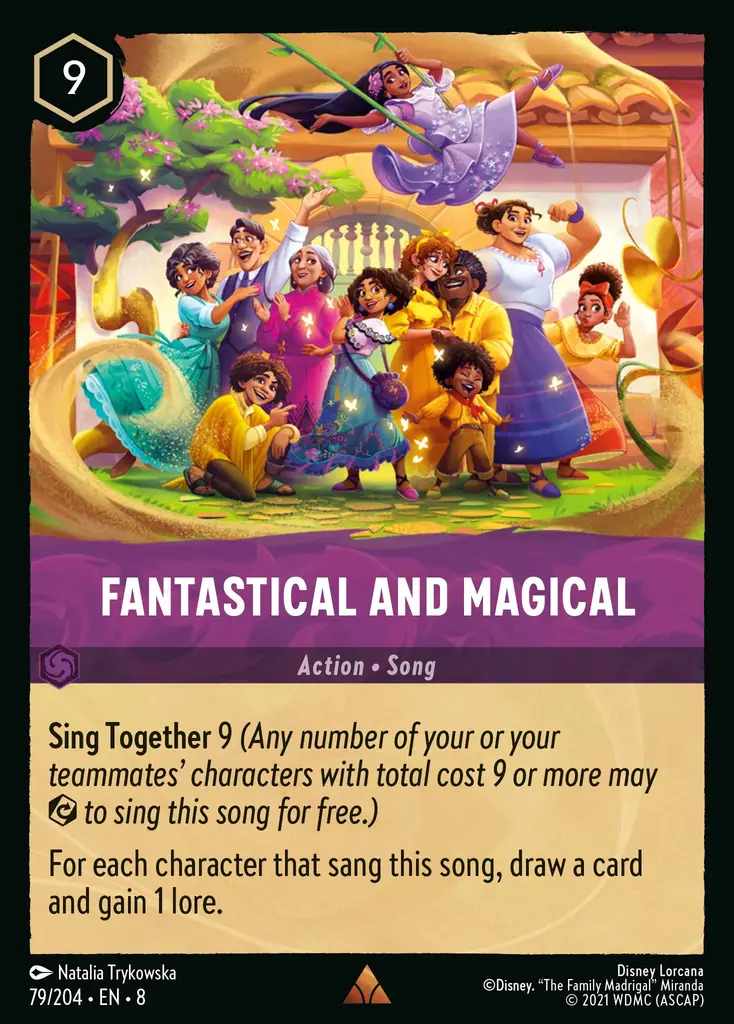 9
FANTASTICAL AND MAGICAL
Action • Song
Sing Together 9 (Any number of your or your
teammates’ characters with total cost 9 or more may
to sing this song for free.)
For each character that sang this song, draw a card
and gain 1 lore.
Natalia Trykowska
79/204 • EN • 8
Disney Lorcana
©Disney. “The Family Madrigal” Miranda
© 2021 WDMC (ASCAP)